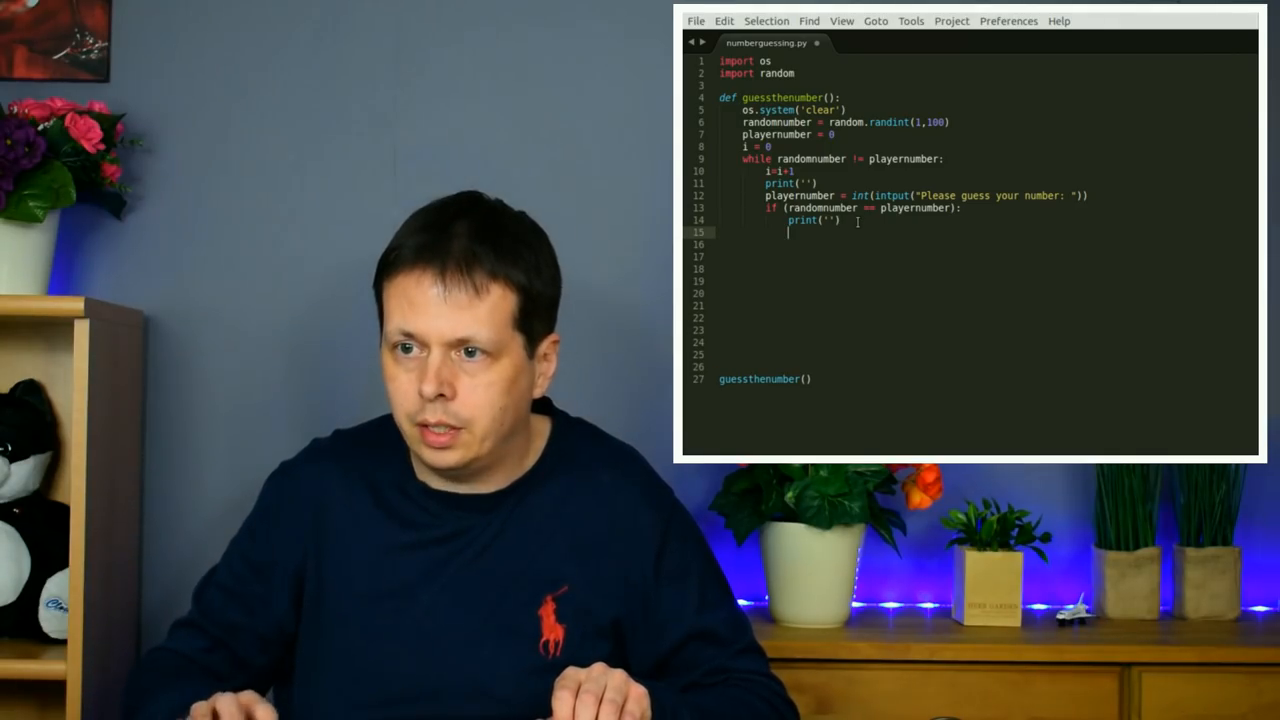 File Edit Selection Find View Goto Tools Project Preferences Help
numberguessing.py
1 import os
2 import random
3
4 def guessthenumber():
5 os.system('clear')
6 randomnumber = random.randint(1,100)
7 playernumber = 0
8 i = 0
9 while randomnumber != playernumber:
10 i=i+1
11 print('')
12 playernumber = int(intput("Please guess your number: "))
13 if (randomnumber == playernumber):
14 print('')
15
16
17
18
19
20
21
22
23
24
25
26
27 guessthenumber()
HERB GARDEN